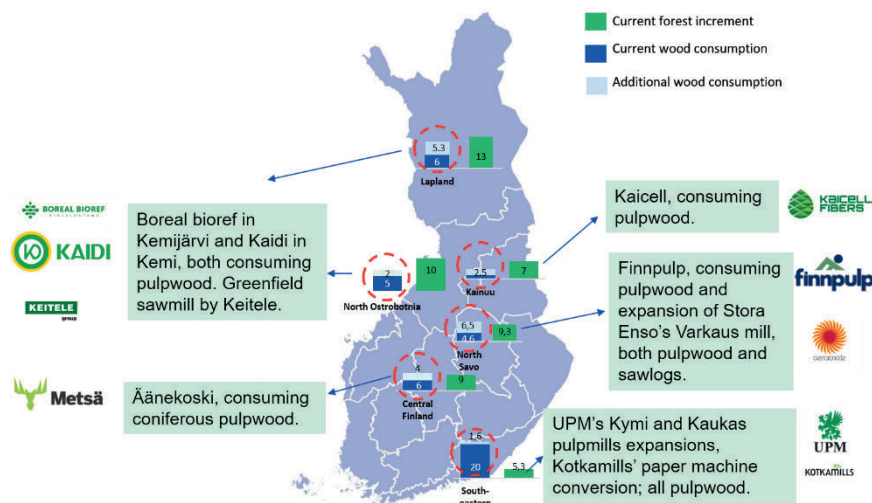 Current forest increment
Current wood consumption
Additional wood consumption
5.3
6
13
Lapland
BOREAL BIOREF
KAIDI
KEITELE
group
Boreal bioref in
Kemijärvi and Kaidi in
Kemi, both consuming
pulpwood. Greenfield
sawmill by Keitele.
2
5
10
North Ostrobotnia
2,5
7
Kainuu
Kaicell, consuming
pulpwood.
KAICELL
FIBERS
6,5
4,6
9,3
North
Savo
Finnpulp, consuming
pulpwood and
expansion of Stora
Enso's Varkaus mill,
both pulpwood and
sawlogs.
finnpulp
storaenso
Metsä
Äänekoski, consuming
coniferous pulpwood.
4
6
9
Central
Finland
1,6
20
5,3
South-
eastern
UPM's Kymi and Kaukas
pulpmills expansions,
Kotkamills' paper machine
conversion; all pulpwood.
UPM
KOTKAMILLS